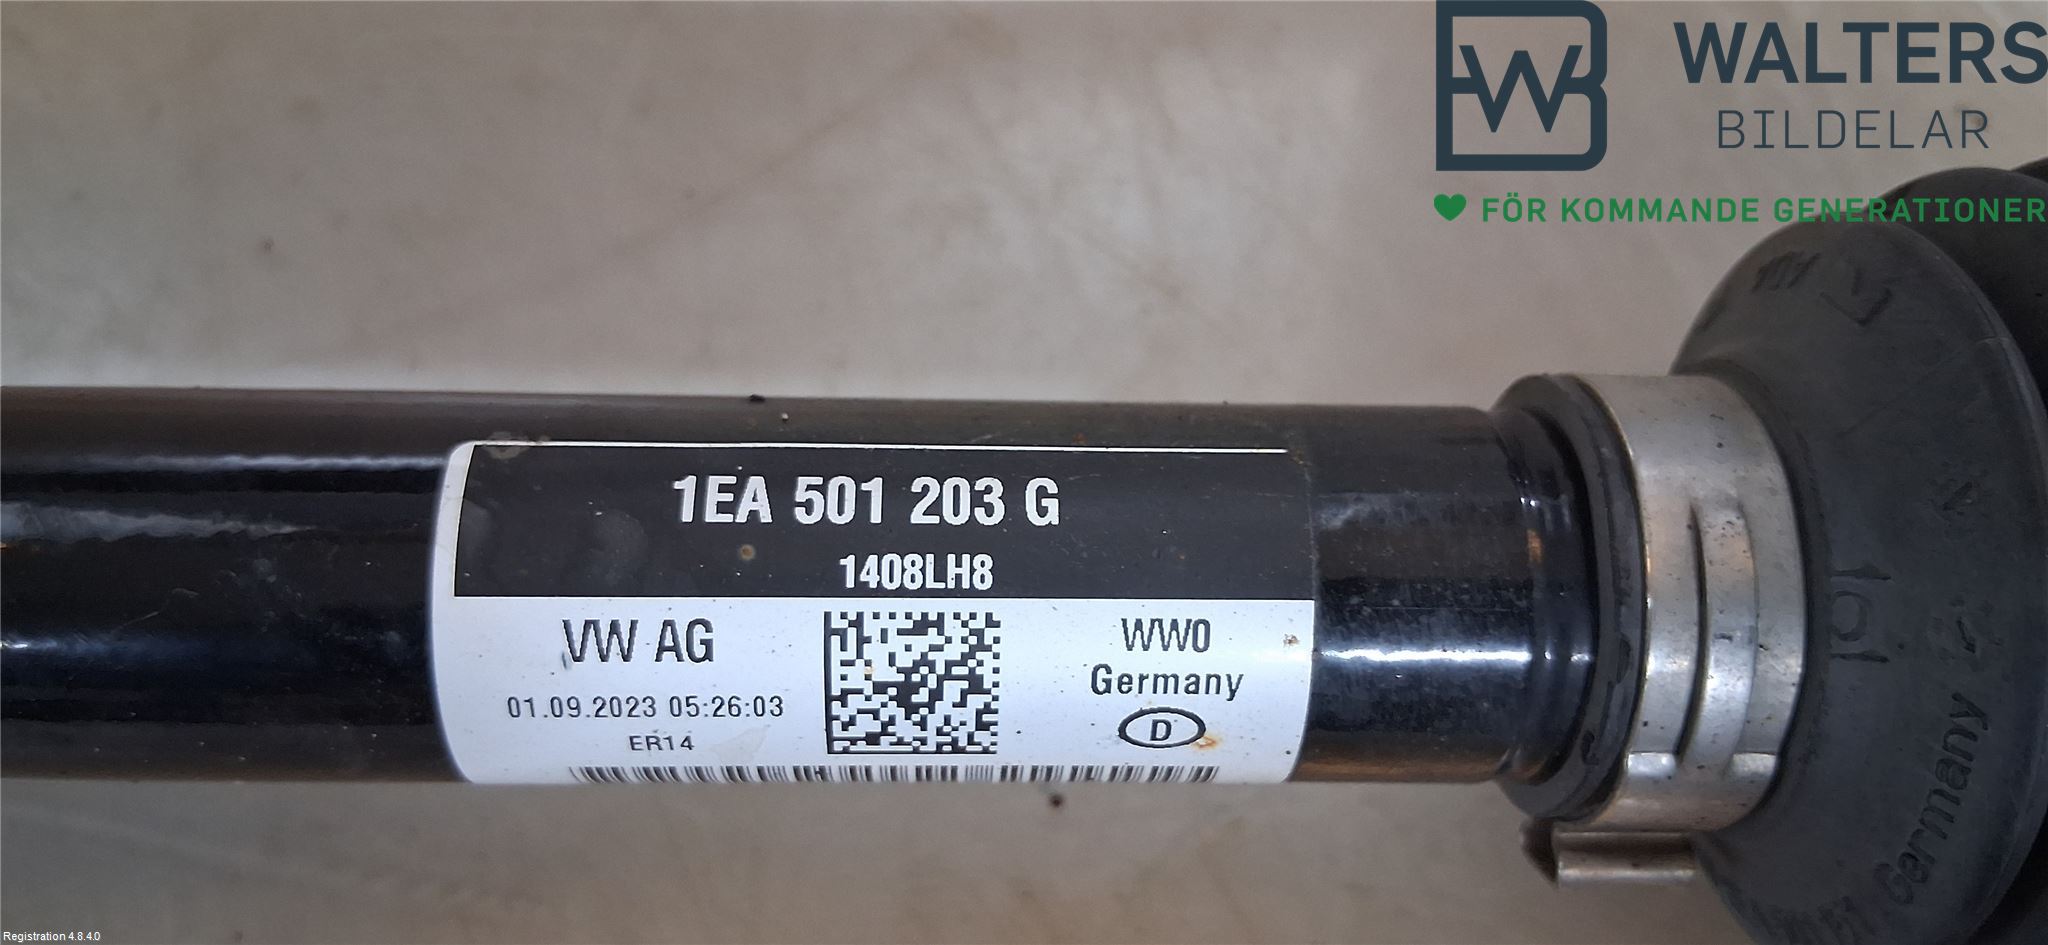 WALTERS
BILDELAR
FÖR KOMMANDE GENERATIONER
1EA 501 203 G
1408LH8
VW AG
01.09.2023 05:26:03
ER14
WW0
Germany
D
Germany
Registration 4.8.4.0